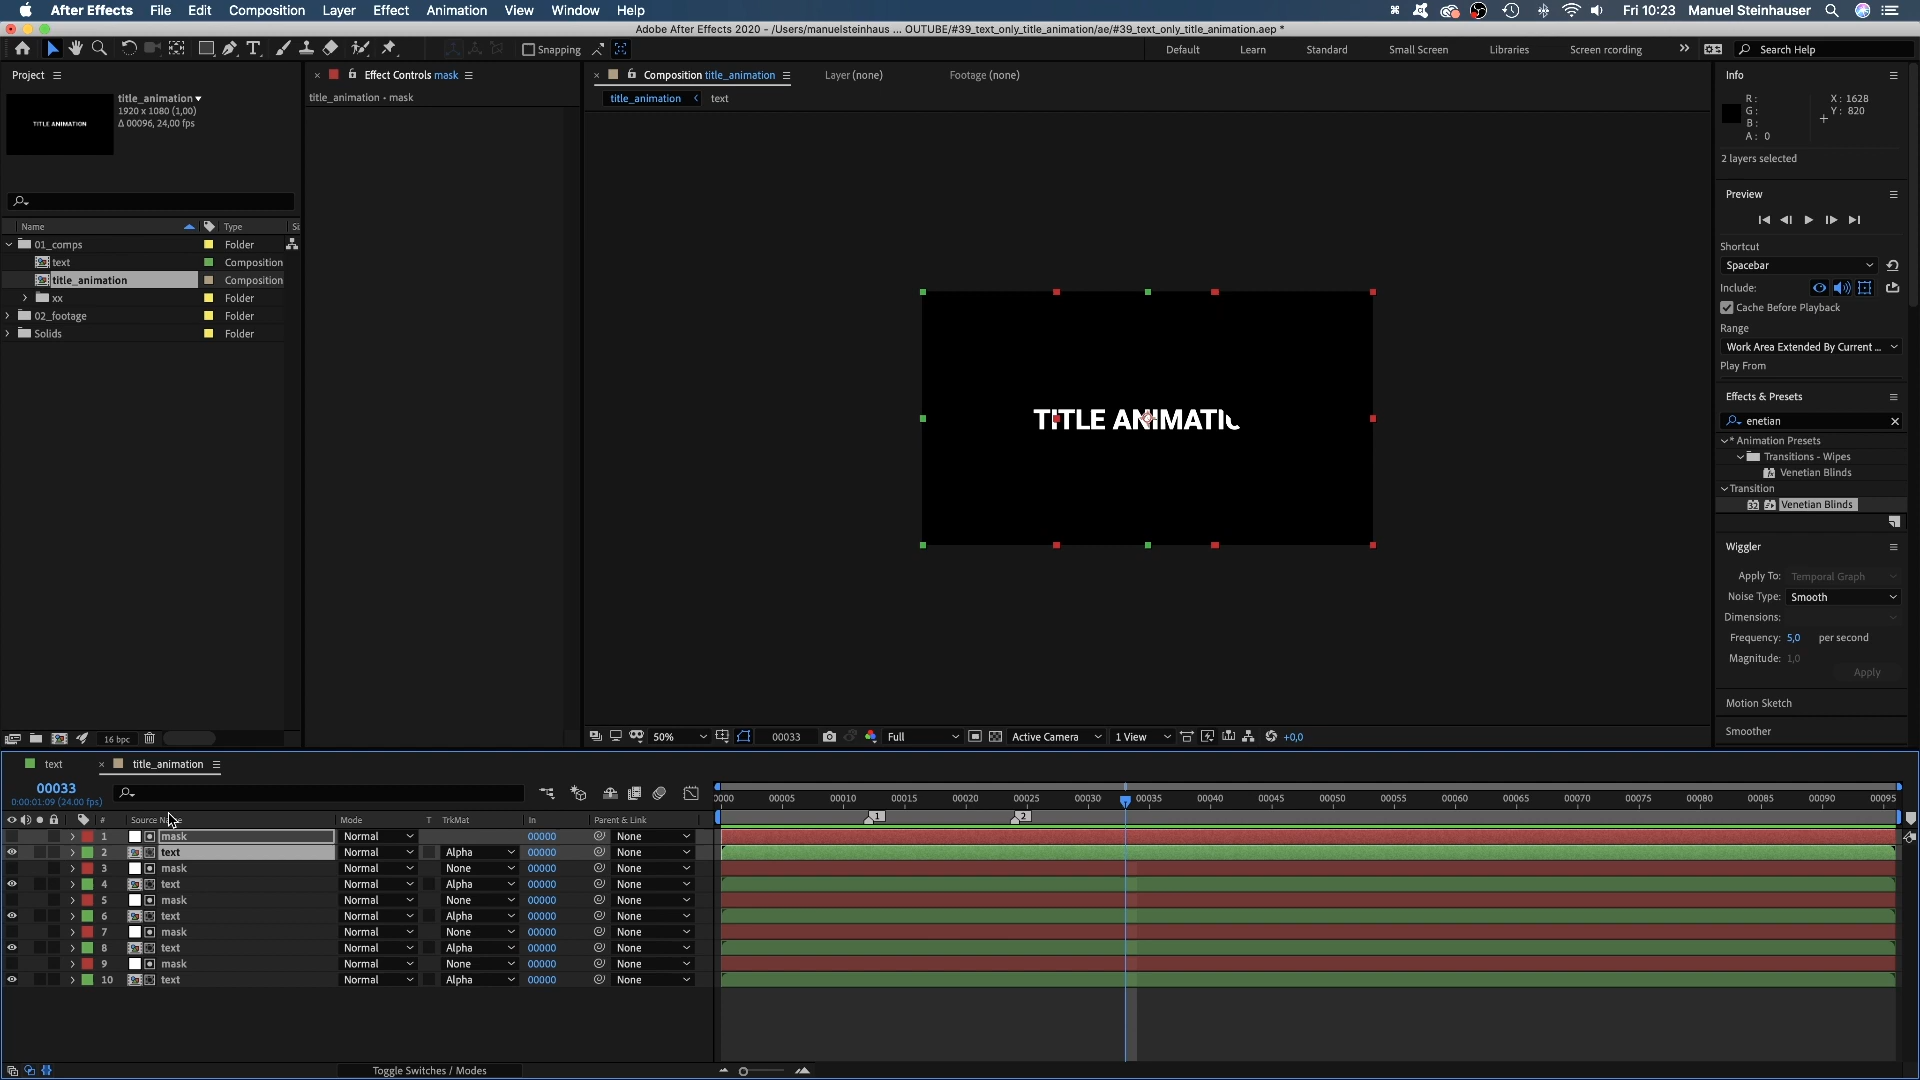 After Effects File Edit Composition Layer Effect Animation View Window Help Fri 10:23 Manuel Steinhauser
Adobe After Effects 2020 - /Users/manuelsteinhaus ... OUTUBE/#39_text_only_title_animation/ae/#39_text_only_title_animation.aep *
Snapping Default Learn Standard Small Screen Libraries Screen rcording Search Help
Project
title_animation
1920 x 1080 (1,00)
Δ 00096, 24,00 fps
TITLE ANIMATION
Name Type Si
01_comps Folder
text Composition
title_animation Composition
xx Folder
02_footage Folder
Solids Folder
16 bpc
Effect Controls mask
title_animation • mask
Composition title_animation Layer (none) Footage (none)
title_animation text
TITLE ANIMATIO
50% 00033 Full Active Camera 1 View +0,0
Info
R:
G:
B:
A: 0
X: 1628
Y: 820
2 layers selected
Preview
Shortcut
Spacebar
Include:
Cache Before Playback
Range
Work Area Extended By Current ...
Play From
Effects & Presets
enetian
* Animation Presets
Transitions - Wipes
Venetian Blinds
Transition
32 Venetian Blinds
Wiggler
Apply To: Temporal Graph
Noise Type: Smooth
Dimensions:
Frequency: 5,0 per second
Magnitude: 1,0
Apply
Motion Sketch
Smoother
text title_animation
00033
0:00:01:09 (24.00 fps)
0000 00005 00010 00015 00020 00025 00030 00035 00040 00045 00050 00055 00060 00065 00070 00075 00080 00085 00090 00095
# Source Name Mode T TrkMat In Parent & Link 1 2
1 mask Normal 00000 None
2 text Normal Alpha 00000 None
3 mask Normal None 00000 None
4 text Normal Alpha 00000 None
5 mask Normal None 00000 None
6 text Normal Alpha 00000 None
7 mask Normal None 00000 None
8 text Normal Alpha 00000 None
9 mask Normal None 00000 None
10 text Normal Alpha 00000 None
Toggle Switches / Modes